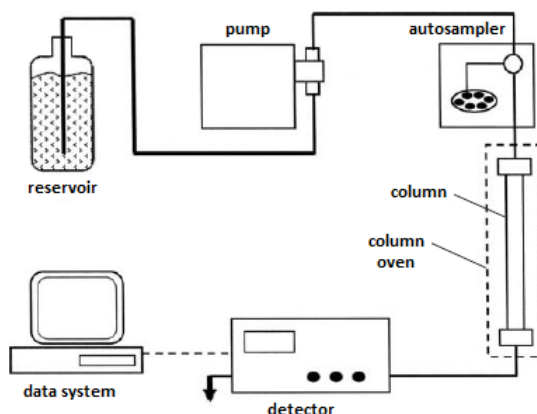 pump
autosampler
reservoir
column
column
oven
data system
detector